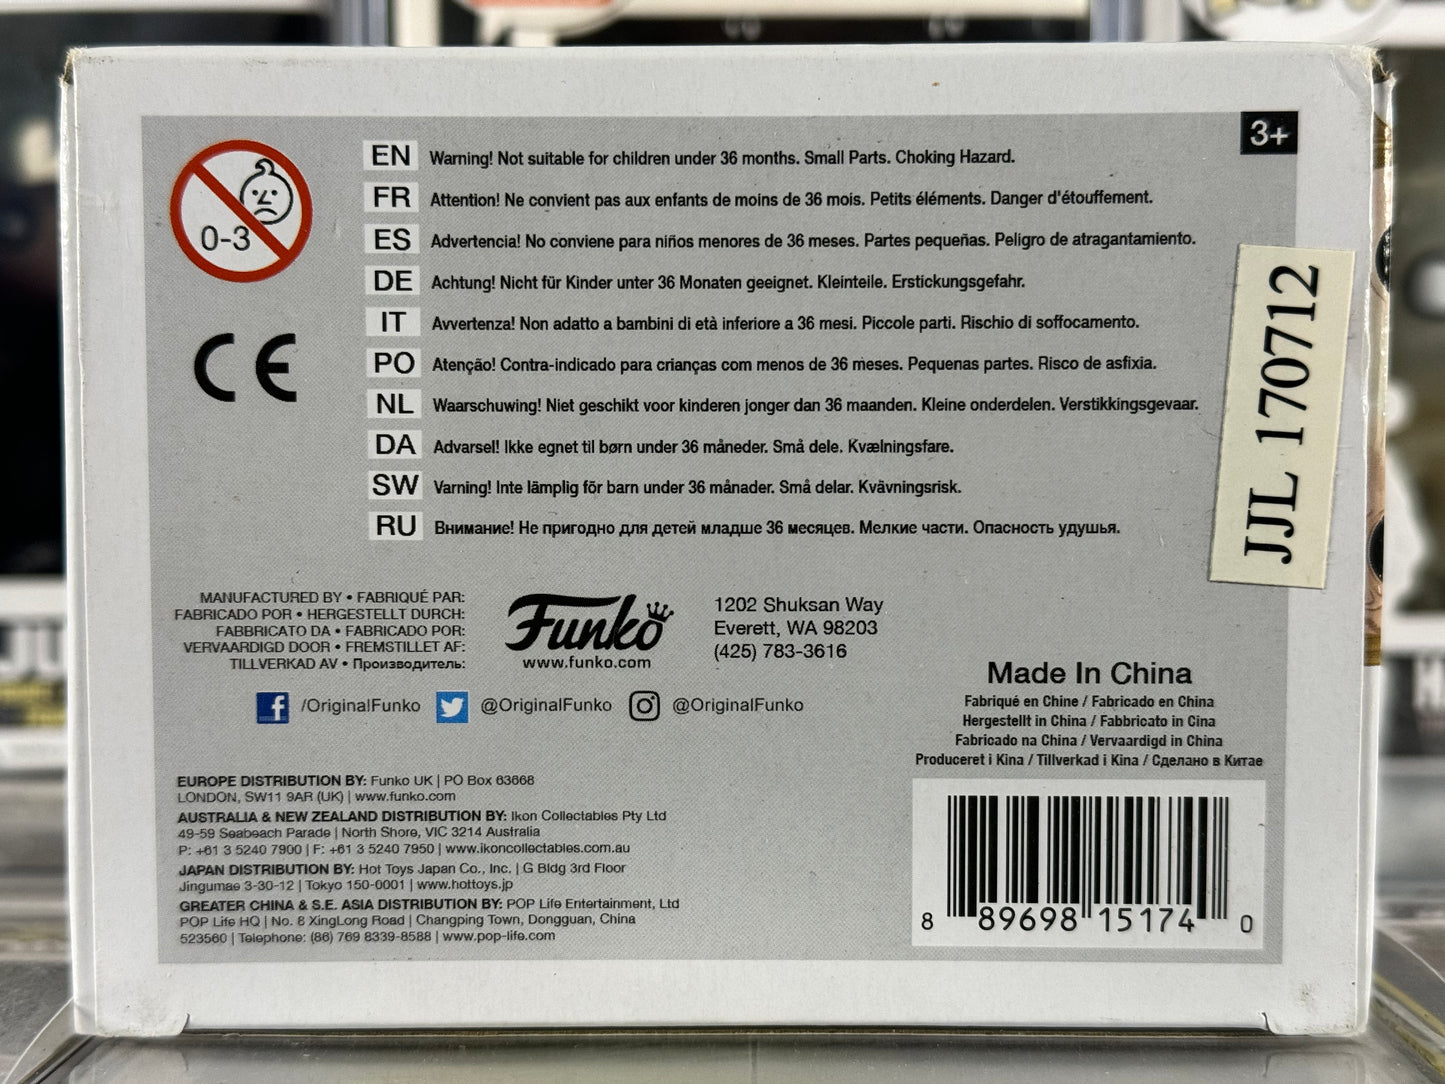 3+
0-3
EN Warning! Not suitable for children under 36 months. Small Parts. Choking Hazard.
FR Attention! Ne convient pas aux enfants de moins de 36 mois. Petits éléments. Danger d'étouffement.
ES Advertencia! No conviene para niños menores de 36 meses. Partes pequeñas. Peligro de atragantamiento.
DE Achtung! Nicht für Kinder unter 36 Monaten geeignet. Kleinteile. Erstickungsgefahr.
IT Avvertenza! Non adatto a bambini di età inferiore a 36 mesi. Piccole parti. Rischio di soffocamento.
PO Atenção! Contra-indicado para crianças com menos de 36 meses. Pequenas partes. Risco de asfixia.
NL Waarschuwing! Niet geschikt voor kinderen jonger dan 36 maanden. Kleine onderdelen. Verstikkingsgevaar.
DA Advarsel! Ikke egnet til børn under 36 måneder. Små dele. Kvælningsfare.
SW Varning! Inte lämplig för barn under 36 månader. Små delar. Kvävningsrisk.
RU Внимание! Не пригодно для детей младше 36 месяцев. Мелкие части. Опасность удушья.
CE
JJL 170712
MANUFACTURED BY • FABRIQUÉ PAR:
FABRICADO POR • HERGESTELLT DURCH:
FABBRICATO DA • FABRICADO POR:
VERVAARDIGD DOOR • FREMSTILLET AF:
TILLVERKAD AV • Производитель:
Funko
www.funko.com
1202 Shuksan Way
Everett, WA 98203
(425) 783-3616
/OriginalFunko @OriginalFunko @OriginalFunko
Made In China
Fabriqué en Chine / Fabricado en China
Hergestellt in China / Fabbricato in Cina
Fabricado na China / Vervaardigd in China
Produceret i Kina / Tillverkad i Kina / Сделано в Китае
EUROPE DISTRIBUTION BY: Funko UK | PO Box 63668
LONDON, SW11 9AR (UK) | www.funko.com
AUSTRALIA & NEW ZEALAND DISTRIBUTION BY: Ikon Collectables Pty Ltd
49-59 Seabeach Parade | North Shore, VIC 3214 Australia
P: +61 3 5240 7900 | F: +61 3 5240 7950 | www.ikoncollectables.com.au
JAPAN DISTRIBUTION BY: Hot Toys Japan Co., Inc. | G Bldg 3rd Floor
Jingumae 3-30-12 | Tokyo 150-0001 | www.hottoys.jp
GREATER CHINA & S.E. ASIA DISTRIBUTION BY: POP Life Entertainment, Ltd
POP Life HQ | No. 8 XingLong Road | Changping Town, Dongguan, China
523560 | Telephone: (86) 769 8339-8588 | www.pop-life.com
8 89698 15174 0